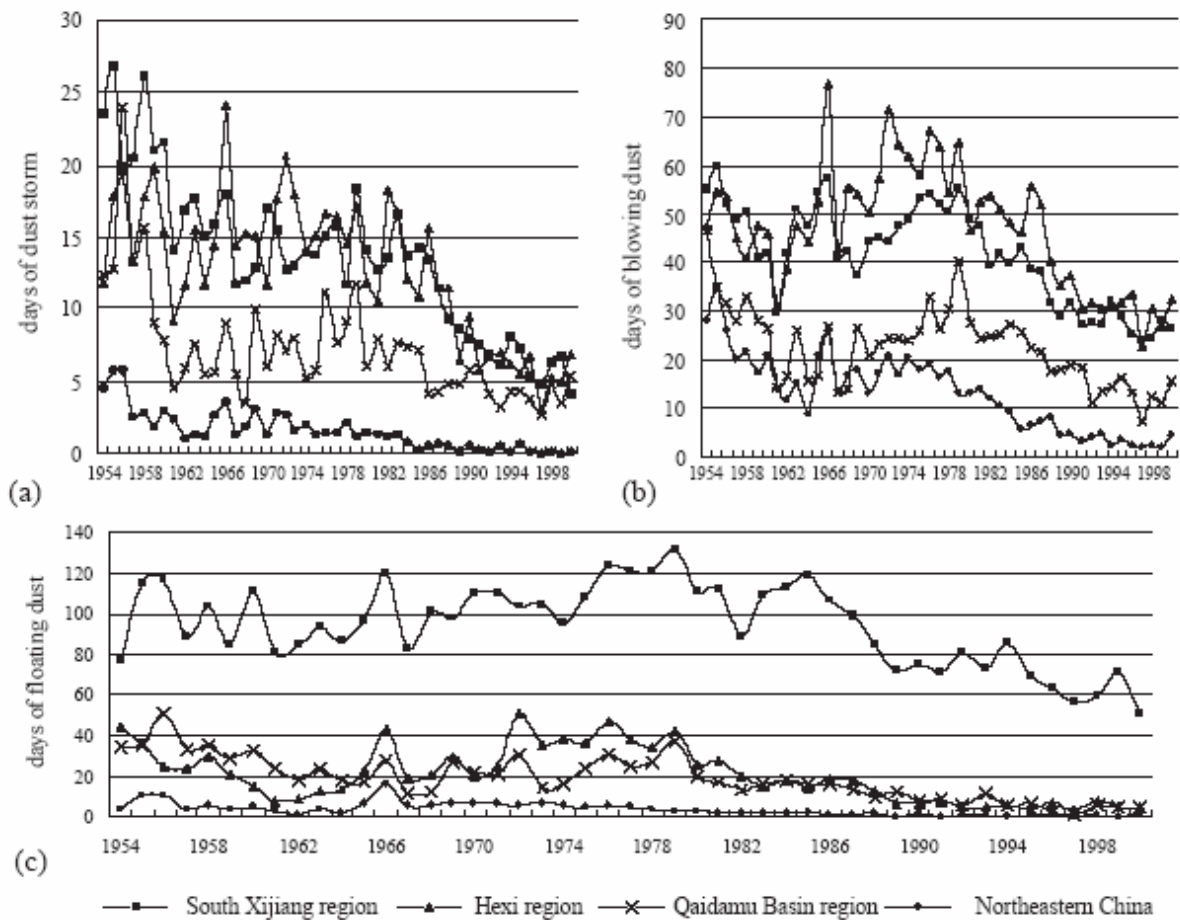 30
25
20
15
10
5
0
days of dust storm
1954 1958 1962 1966 1970 1974 1978 1982 1986 1990 1994 1998
(a)
90
80
70
60
50
40
30
20
10
0
days of blowing dust
1954 1958 1962 1966 1970 1974 1978 1982 1986 1990 1994 1998
(b)
140
120
100
80
60
40
20
0
days of floating dust
1954 1958 1962 1966 1970 1974 1978 1982 1986 1990 1994 1998
(c)
South Xijiang region Hexi region Qaidamu Basin region Northeastern China